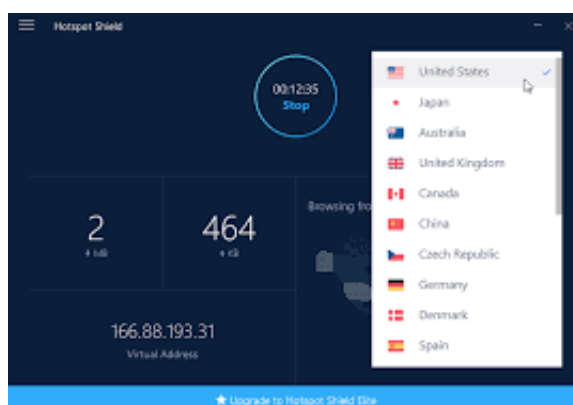 Hotspot Shield
00:12:35
Stop
United States
Japan
Australia
United Kingdom
Canada
China
Czech Republic
Germany
Denmark
Spain
Browsing fro
2
464
166.88.193.31
Virtual Address
Upgrade to Hotspot Shield Elite